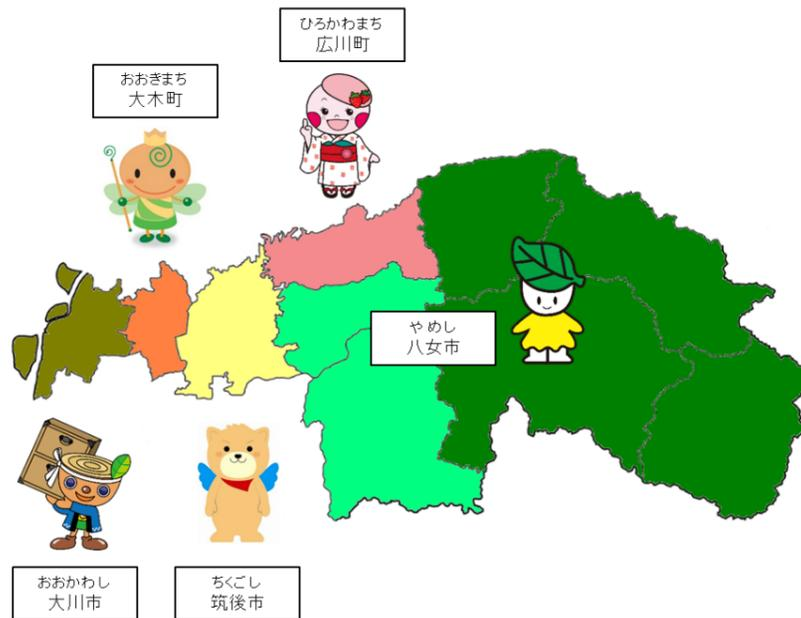 ひろかわまち
広川町
おおきまち
大木町
やめし
八女市
おおかわし
大川市
ちくごし
筑後市